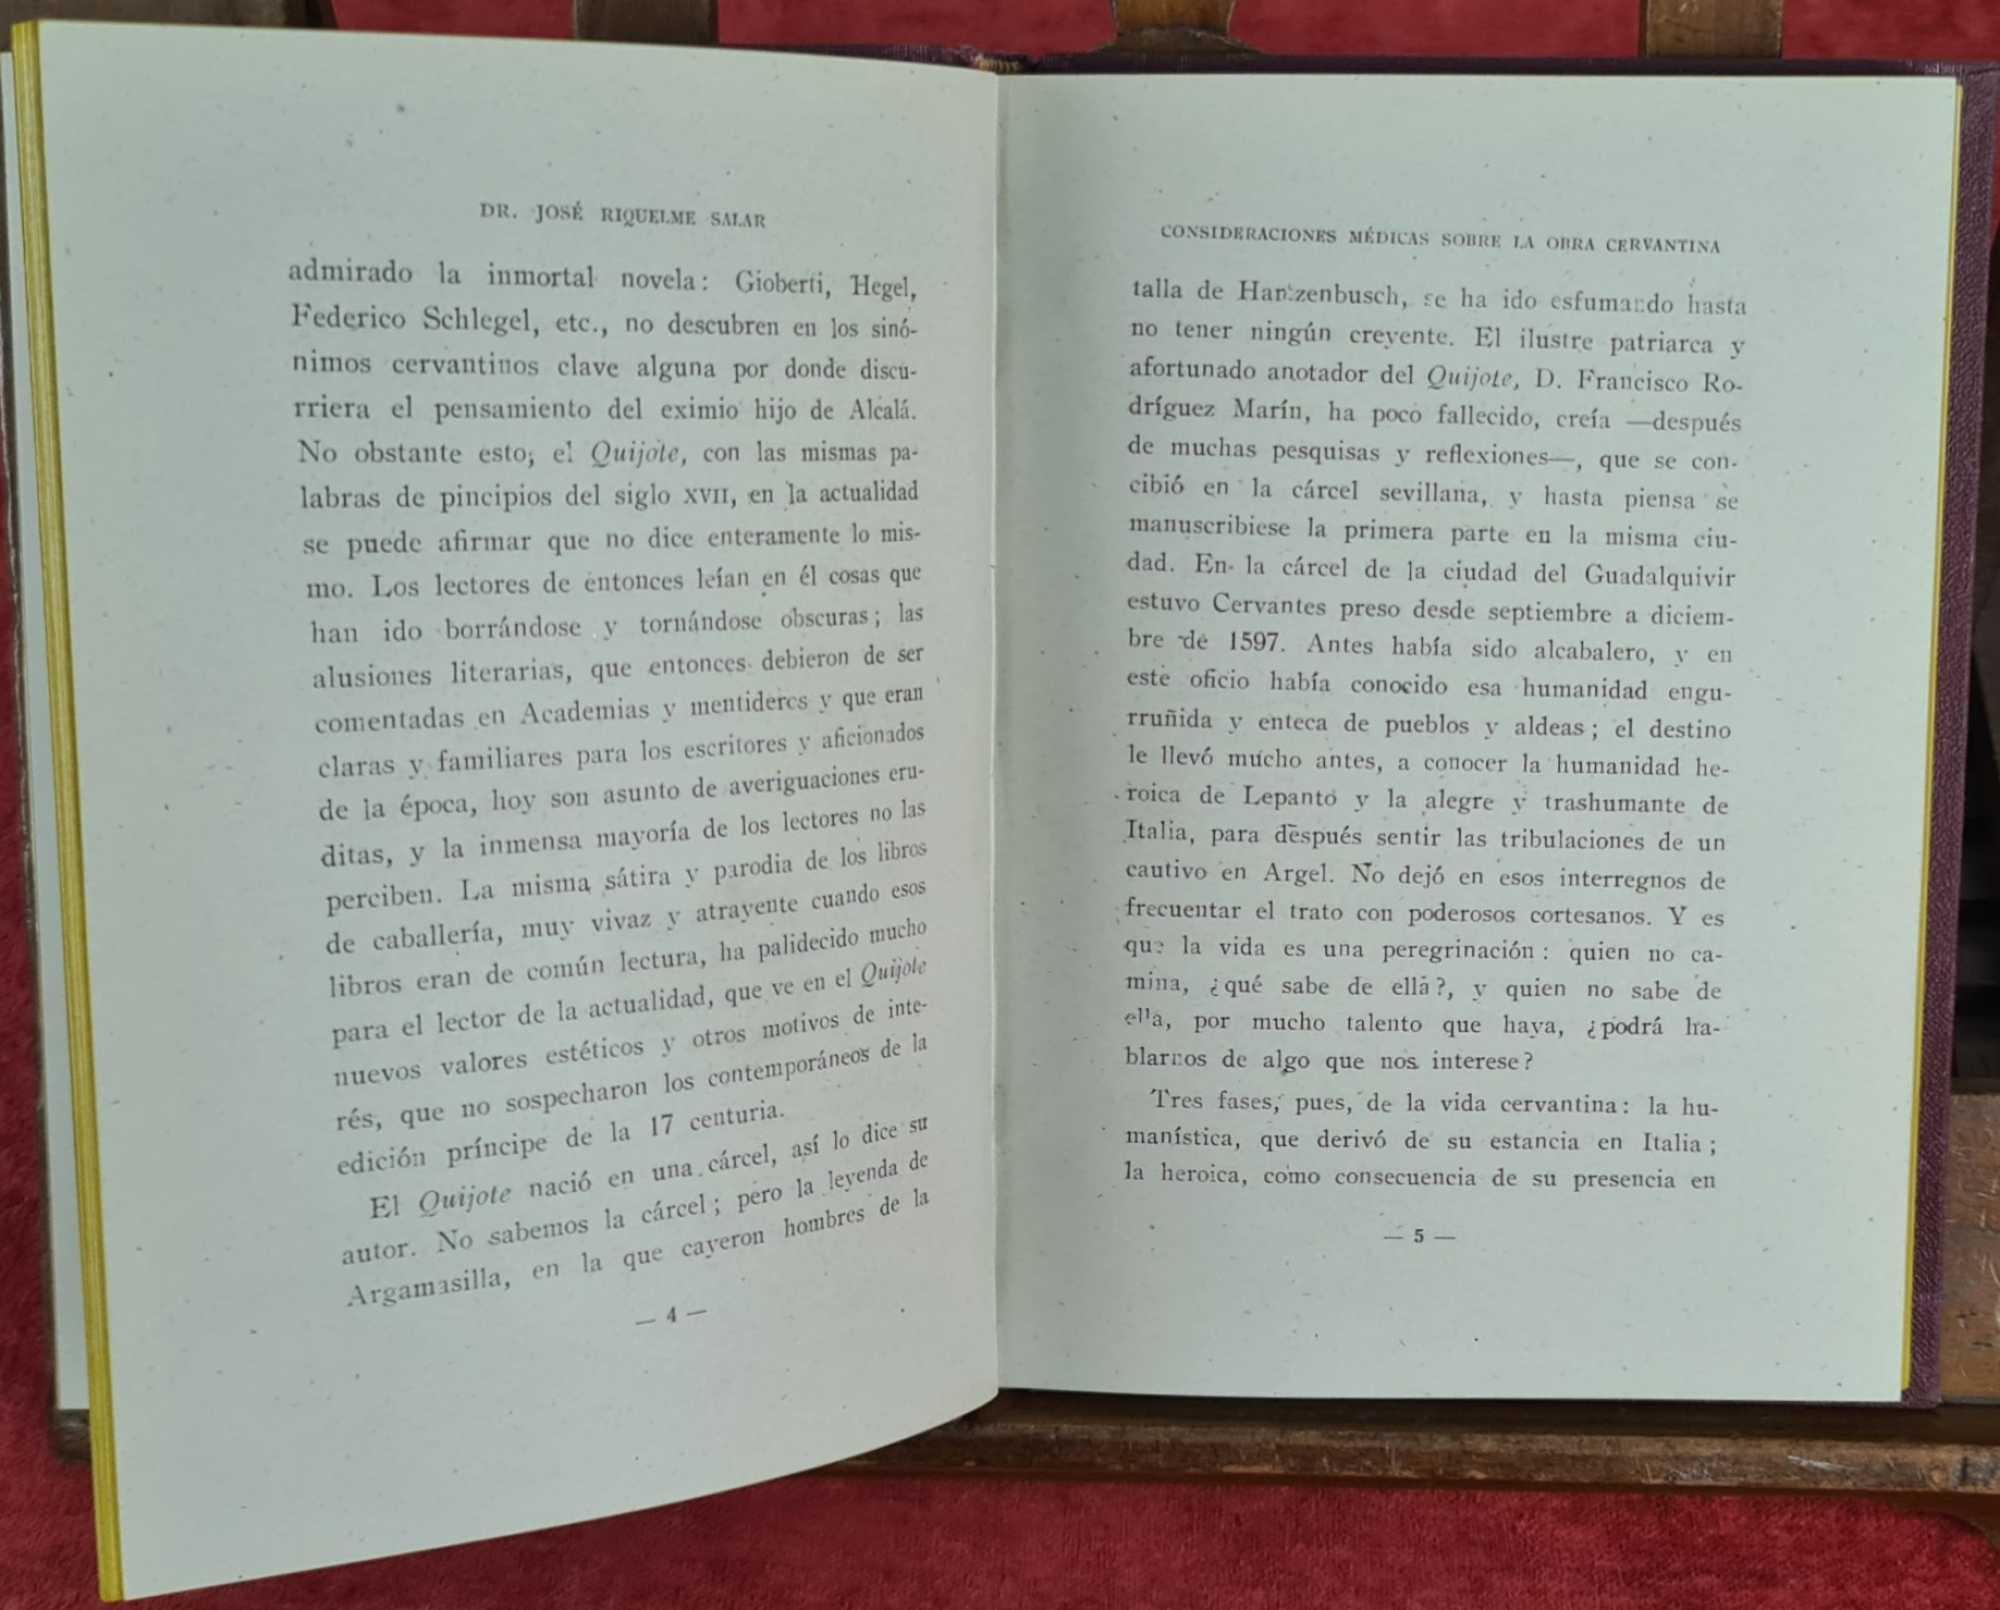 DR. JOSÉ RIQUELME SALAR
admirado la inmortal novela: Gioberti, Hegel,
Federico Schlegel, etc., no descubren en los sinó-
nimos cervantinos clave alguna por donde discu-
rriera el pensamiento del eximio hijo de Alcalá.
No obstante esto, el Quijote, con las mismas pa-
labras de pincipios del siglo XVII, en la actualidad
se puede afirmar que no dice enteramente lo mis-
mo. Los lectores de entonces leían en él cosas que
han ido borrándose y tornándose obscuras; las
alusiones literarias, que entonces debieron de ser
comentadas en Academias y mentideros y que eran
claras y familiares para los escritores y aficionados
de la época, hoy son asunto de averiguaciones eru-
ditas, y la inmensa mayoría de los lectores no las
perciben. La misma sátira y parodia de los libros
de caballería, muy vivaz y atrayente cuando esos
libros eran de común lectura, ha palidecido mucho
para el lector de la actualidad, que ve en el Quijote
nuevos valores estéticos y otros motivos de inte-
rés, que no sospecharon los contemporáneos de la
edición príncipe de la 17 centuria.
El Quijote nació en una cárcel, así lo dice su
autor. No sabemos la cárcel; pero la leyenda de
Argamasilla, en la que cayeron hombres de la
— 4 —
CONSIDERACIONES MÉDICAS SOBRE LA OBRA CERVANTINA
talla de Hartzenbusch, se ha ido esfumando hasta
no tener ningún creyente. El ilustre patriarca y
afortunado anotador del Quijote, D. Francisco Ro-
dríguez Marín, ha poco fallecido, creía —después
de muchas pesquisas y reflexiones—, que se con-
cibió en la cárcel sevillana, y hasta piensa se
manuscribiese la primera parte en la misma ciu-
dad. En la cárcel de la ciudad del Guadalquivir
estuvo Cervantes preso desde septiembre a diciem-
bre de 1597. Antes había sido alcabalero, y en
este oficio había conocido esa humanidad engu-
rruñida y enteca de pueblos y aldeas; el destino
le llevó mucho antes, a conocer la humanidad he-
roica de Lepanto y la alegre y trashumante de
Italia, para después sentir las tribulaciones de un
cautivo en Argel. No dejó en esos interregnos de
frecuentar el trato con poderosos cortesanos. Y es
que la vida es una peregrinación: quien no ca-
mina, ¿qué sabe de ella?, y quien no sabe de
ella, por mucho talento que haya, ¿podrá ha-
blarnos de algo que nos interese?
Tres fases, pues, de la vida cervantina: la hu-
manística, que derivó de su estancia en Italia;
la heroica, como consecuencia de su presencia en
— 5 —